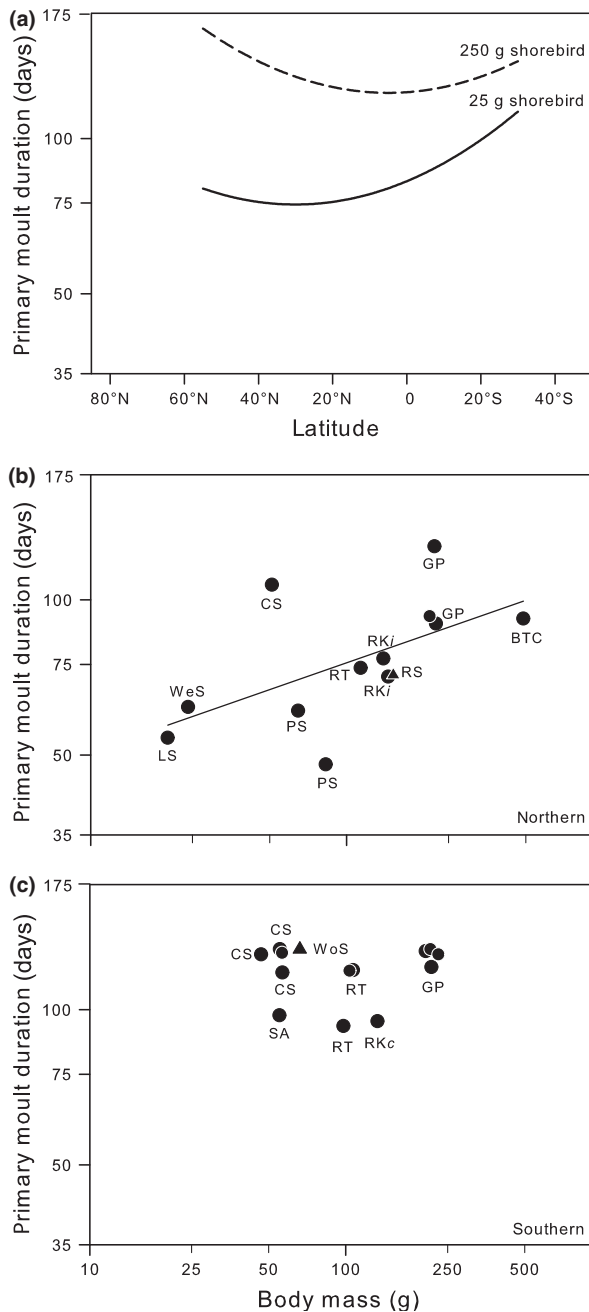 (a)
175
100
75
50
35
Primary moult duration (days)
250 g shorebird
25 g shorebird
80°N 60°N 40°N 20°N 0 20°S 40°S
Latitude
(b)
175
100
75
50
35
Primary moult duration (days)
GP
CS
GP
BTC
RKi
RT
RS
RKi
WeS
PS
LS
PS
Northern
(c)
175
100
75
50
35
Primary moult duration (days)
CS
CS
WoS
CS
RT
GP
SA
RT
RKc
Southern
10 25 50 100 250 500
Body mass (g)